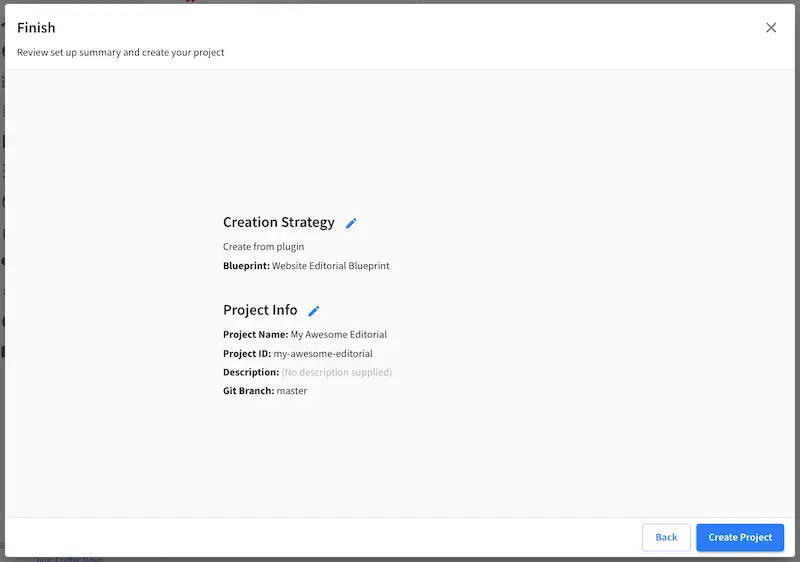 Finish
Review set up summary and create your project
Creation Strategy
Create from plugin
Blueprint: Website Editorial Blueprint
Project Info
Project Name: My Awesome Editorial
Project ID: my-awesome-editorial
Description: (No description supplied)
Git Branch: master
Back
Create Project